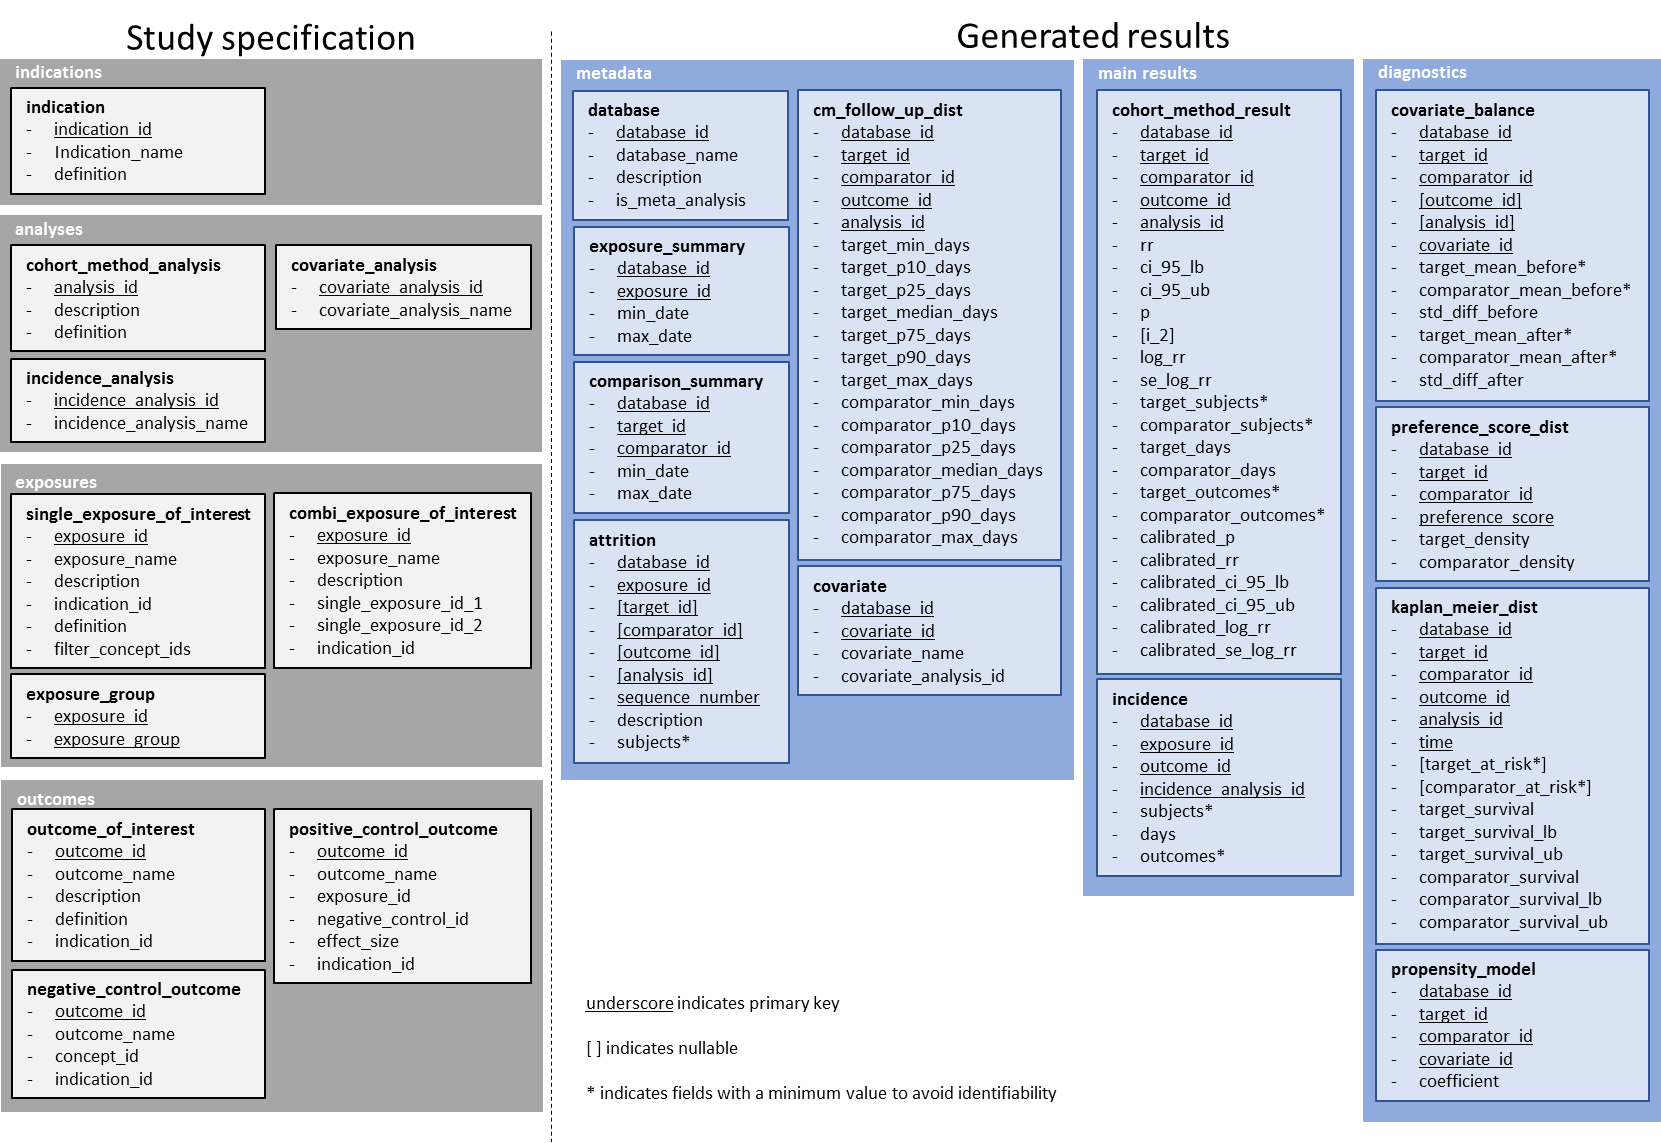 Study specification
indications
indication
- indication_id
- Indication_name
- definition
analyses
cohort_method_analysis
- analysis_id
- description
- definition
covariate_analysis
- covariate_analysis_id
- covariate_analysis_name
incidence_analysis
- incidence_analysis_id
- incidence_analysis_name
exposures
single_exposure_of_interest
- exposure_id
- exposure_name
- description
- indication_id
- definition
- filter_concept_ids
combi_exposure_of_interest
- exposure_id
- exposure_name
- description
- single_exposure_id_1
- single_exposure_id_2
- indication_id
exposure_group
- exposure_id
- exposure_group
outcomes
outcome_of_interest
- outcome_id
- outcome_name
- description
- definition
- indication_id
positive_control_outcome
- outcome_id
- outcome_name
- exposure_id
- negative_control_id
- effect_size
- indication_id
negative_control_outcome
- outcome_id
- outcome_name
- concept_id
- indication_id
Generated results
metadata
database
- database_id
- database_name
- description
- is_meta_analysis
exposure_summary
- database_id
- exposure_id
- min_date
- max_date
comparison_summary
- database_id
- target_id
- comparator_id
- min_date
- max_date
attrition
- database_id
- exposure_id
- [target_id]
- [comparator_id]
- [outcome_id]
- [analysis_id]
- sequence_number
- description
- subjects*
cm_follow_up_dist
- database_id
- target_id
- comparator_id
- outcome_id
- analysis_id
- target_min_days
- target_p10_days
- target_p25_days
- target_median_days
- target_p75_days
- target_p90_days
- target_max_days
- comparator_min_days
- comparator_p10_days
- comparator_p25_days
- comparator_median_days
- comparator_p75_days
- comparator_p90_days
- comparator_max_days
covariate
- database_id
- covariate_id
- covariate_name
- covariate_analysis_id
main results
cohort_method_result
- database_id
- target_id
- comparator_id
- outcome_id
- analysis_id
- rr
- ci_95_lb
- ci_95_ub
- p
- [i_2]
- log_rr
- se_log_rr
- target_subjects*
- comparator_subjects*
- target_days
- comparator_days
- target_outcomes*
- comparator_outcomes*
- calibrated_p
- calibrated_rr
- calibrated_ci_95_lb
- calibrated_ci_95_ub
- calibrated_log_rr
- calibrated_se_log_rr
incidence
- database_id
- exposure_id
- outcome_id
- incidence_analysis_id
- subjects*
- days
- outcomes*
diagnostics
covariate_balance
- database_id
- target_id
- comparator_id
- [outcome_id]
- [analysis_id]
- covariate_id
- target_mean_before*
- comparator_mean_before*
- std_diff_before
- target_mean_after*
- comparator_mean_after*
- std_diff_after
preference_score_dist
- database_id
- target_id
- comparator_id
- preference_score
- target_density
- comparator_density
kaplan_meier_dist
- database_id
- target_id
- comparator_id
- outcome_id
- analysis_id
- time
- [target_at_risk*]
- [comparator_at_risk*]
- target_survival
- target_survival_lb
- target_survival_ub
- comparator_survival
- comparator_survival_lb
- comparator_survival_ub
propensity_model
- database_id
- target_id
- comparator_id
- covariate_id
- coefficient
underscore indicates primary key
[ ] indicates nullable
* indicates fields with a minimum value to avoid identifiability